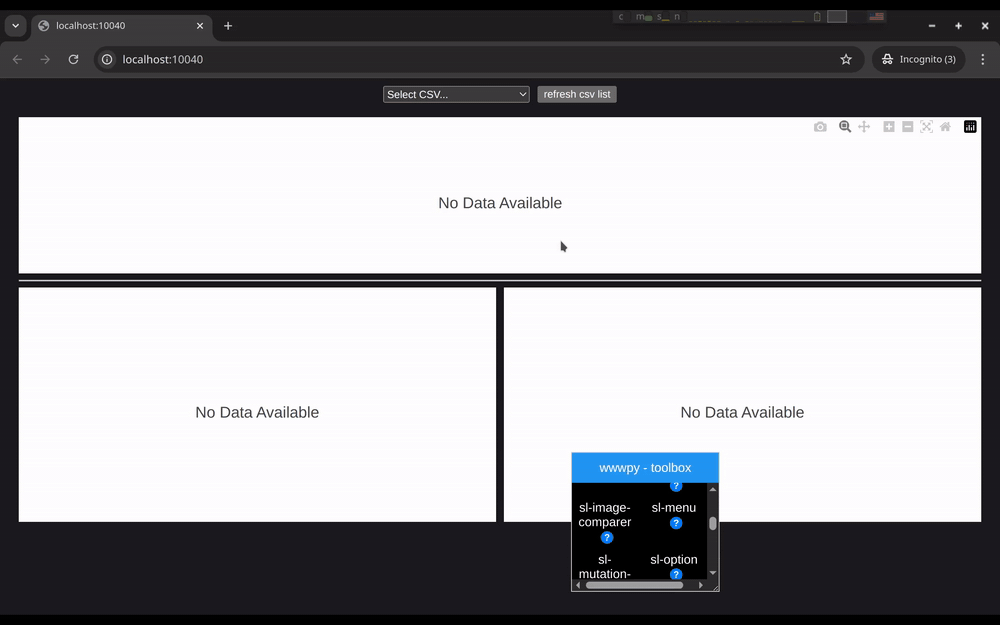 localhost:10040
localhost:10040
Incognito (3)
Select CSV...
refresh csv list
No Data Available
No Data Available
No Data Available
wwwpy - toolbox
?
sl-image-
comparer
?
sl-menu
?
sl-
mutation-
sl-option
?